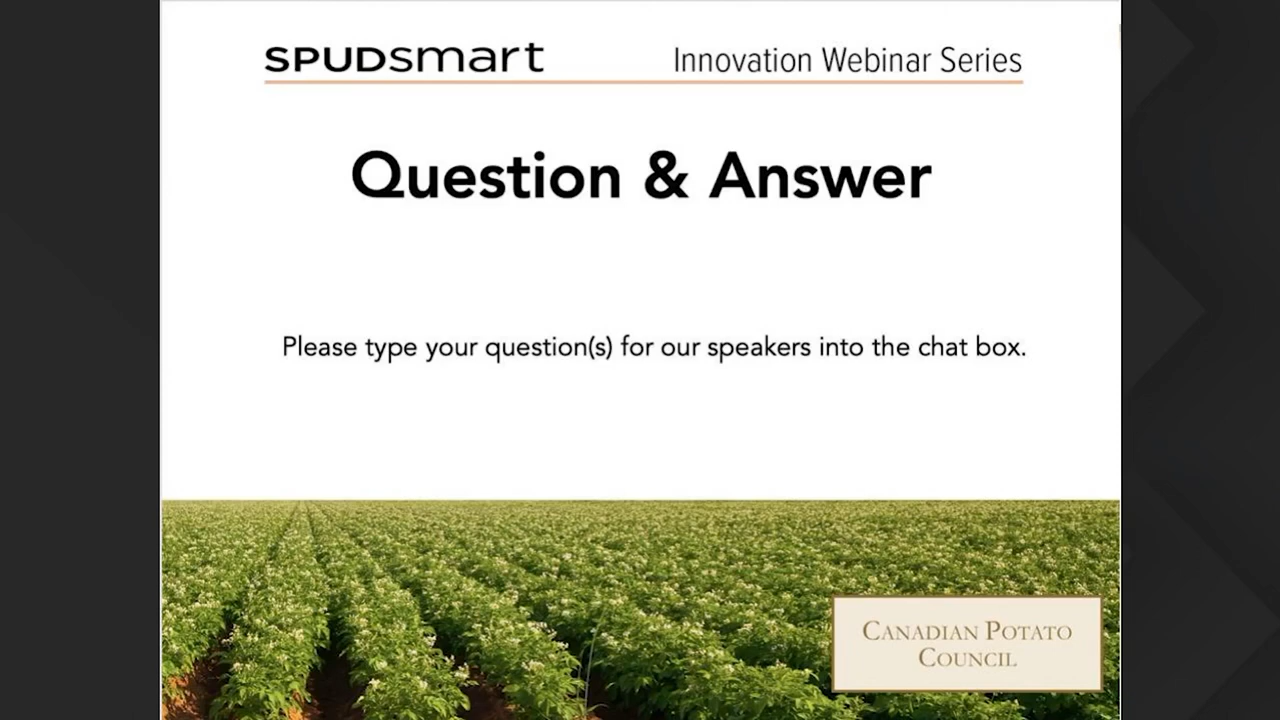 SPUDsmart
Innovation Webinar Series
Question & Answer
Please type your question(s) for our speakers into the chat box.
CANADIAN POTATO
COUNCIL